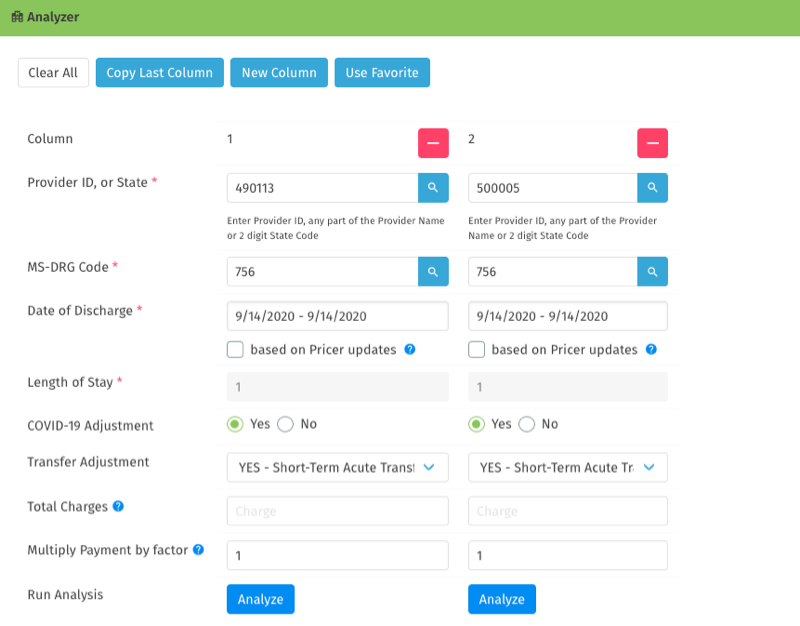 Analyzer
Clear All Copy Last Column New Column Use Favorite
Column 1 2
Provider ID, or State * 490113 500005
Enter Provider ID, any part of the Provider Name Enter Provider ID, any part of the Provider
or 2 digit State Code Name or 2 digit State Code
MS-DRG Code * 756 756
Date of Discharge * 9/14/2020 - 9/14/2020 9/14/2020 - 9/14/2020
based on Pricer updates ? based on Pricer updates ?
Length of Stay * 1 1
COVID-19 Adjustment Yes No Yes No
Transfer Adjustment YES - Short-Term Acute Transf YES - Short-Term Acute Tr
Total Charges ? Charge Charge
Multiply Payment by factor ? 1 1
Run Analysis Analyze Analyze